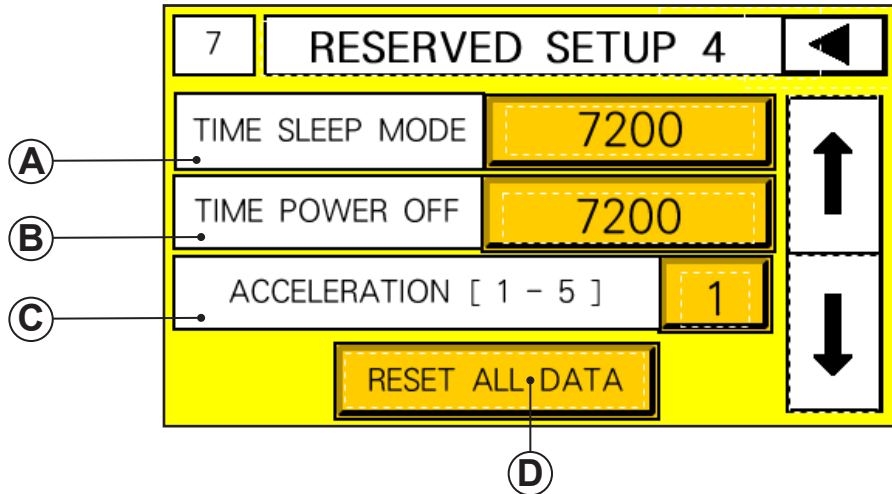 7
RESERVED SETUP 4
A
TIME SLEEP MODE
7200
B
TIME POWER OFF
7200
C
ACCELERATION [ 1 - 5 ]
1
RESET ALL DATA
D